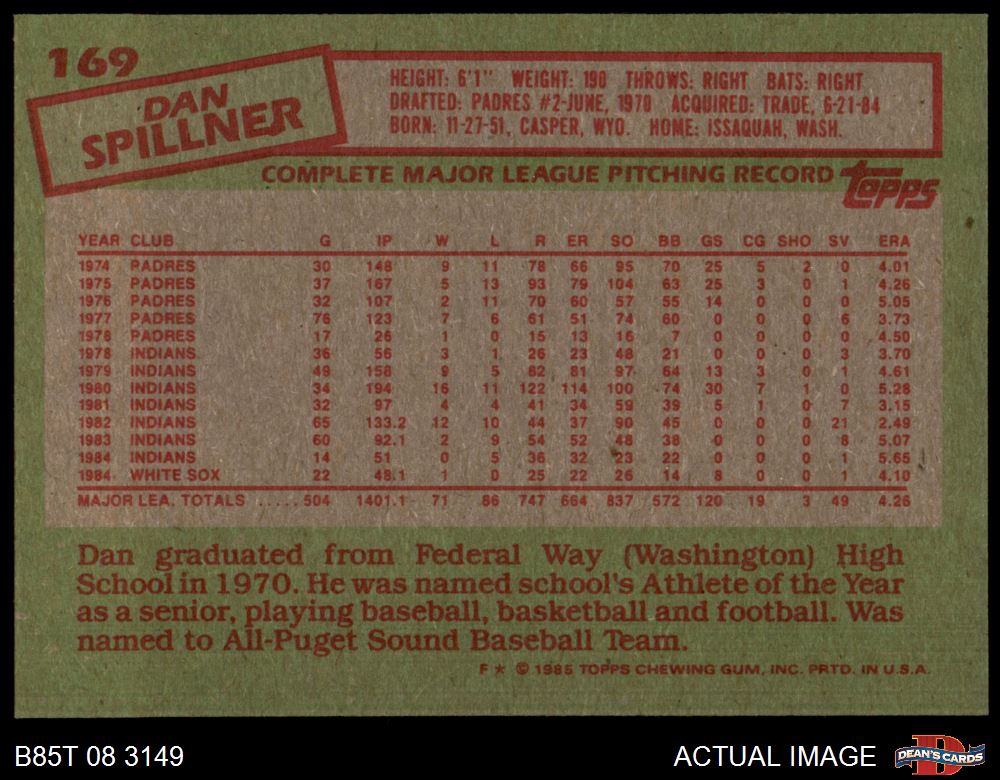 169
DAN
SPILLNER
HEIGHT: 6'1" WEIGHT: 190 THROWS: RIGHT BATS: RIGHT
DRAFTED: PADRES #2-JUNE, 1970 ACQUIRED: TRADE, 6-21-84
BORN: 11-27-51, CASPER, WYO. HOME: ISSAQUAH, WASH.
COMPLETE MAJOR LEAGUE PITCHING RECORD topps
YEAR CLUB G IP W L R ER SO BB GS CG SHO SV ERA
1974 PADRES 30 148 9 11 78 66 95 70 25 5 2 0 4.01
1975 PADRES 37 167 5 13 93 79 104 63 25 3 0 1 4.26
1976 PADRES 32 107 2 11 70 60 57 55 14 0 0 0 5.05
1977 PADRES 76 123 7 6 61 51 74 60 0 0 0 6 3.73
1978 PADRES 17 26 1 0 15 13 16 7 0 0 0 0 4.50
1978 INDIANS 36 56 3 1 26 23 48 21 0 0 0 3 3.70
1979 INDIANS 49 158 9 5 82 81 97 64 13 3 0 1 4.61
1980 INDIANS 34 194 16 11 122 114 100 74 30 7 1 0 5.28
1981 INDIANS 32 97 4 4 41 34 59 39 5 1 0 7 3.15
1982 INDIANS 65 133.2 12 10 44 37 90 45 0 0 0 21 2.49
1983 INDIANS 60 92.1 2 9 54 52 48 38 0 0 0 8 5.07
1984 INDIANS 14 51 0 5 36 32 23 22 8 0 0 1 5.65
1984 WHITE SOX 22 48.1 1 0 25 22 26 14 8 0 0 1 4.10
MAJOR LEA. TOTALS ..... 504 1401.1 71 86 747 664 837 572 120 19 3 49 4.26
Dan graduated from Federal Way (Washington) High
School in 1970. He was named school's Athlete of the Year
as a senior, playing baseball, basketball and football. Was
named to All-Puget Sound Baseball Team.
F ★ © 1985 TOPPS CHEWING GUM, INC. PRTD. IN U.S.A.
B85T 08 3149 ACTUAL IMAGE DEAN'S CARDS